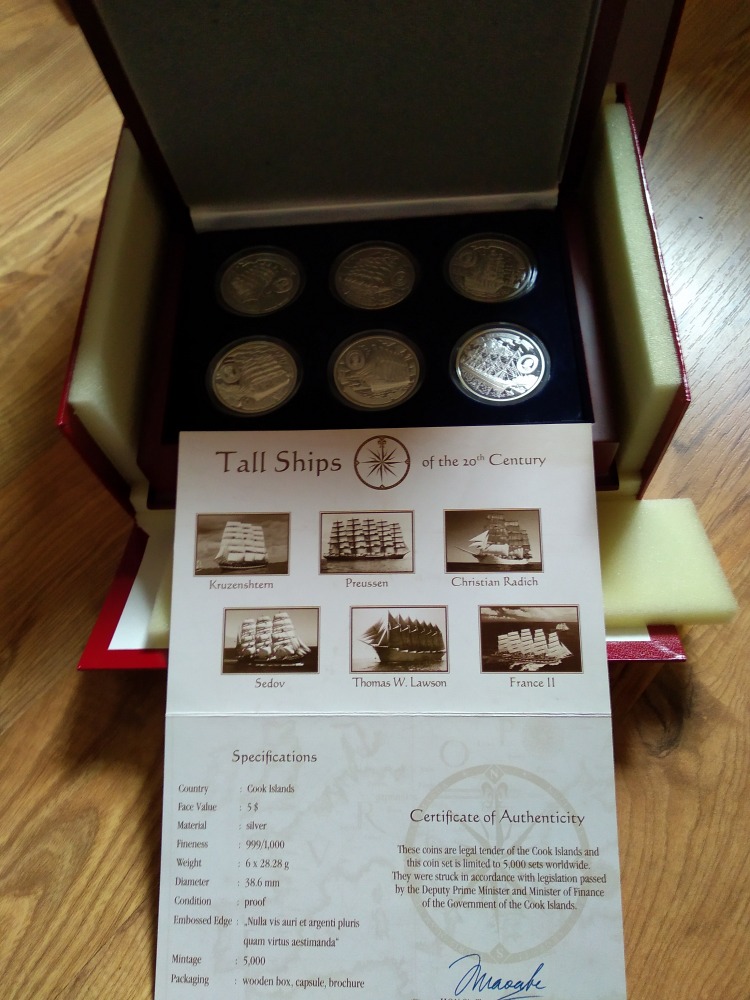 Tall Ships of the 20th Century
Kruzenshtern Preussen Christian Radich
Sedov Thomas W. Lawson France II
Specifications
Country : Cook Islands
Face Value : 5 $
Material : silver
Fineness : 999/1,000
Weight : 6 x 28.28 g
Diameter : 38.6 mm
Condition : proof
Embossed Edge : „Nulla vis auri et argenti pluris
quam virtus aestimanda“
Mintage : 5,000
Packaging : wooden box, capsule, brochure
Certificate of Authenticity
These coins are legal tender of the Cook Islands and
this coin set is limited to 5,000 sets worldwide.
They were struck in accordance with legislation passed
by the Deputy Prime Minister and Minister of Finance
of the Government of the Cook Islands.